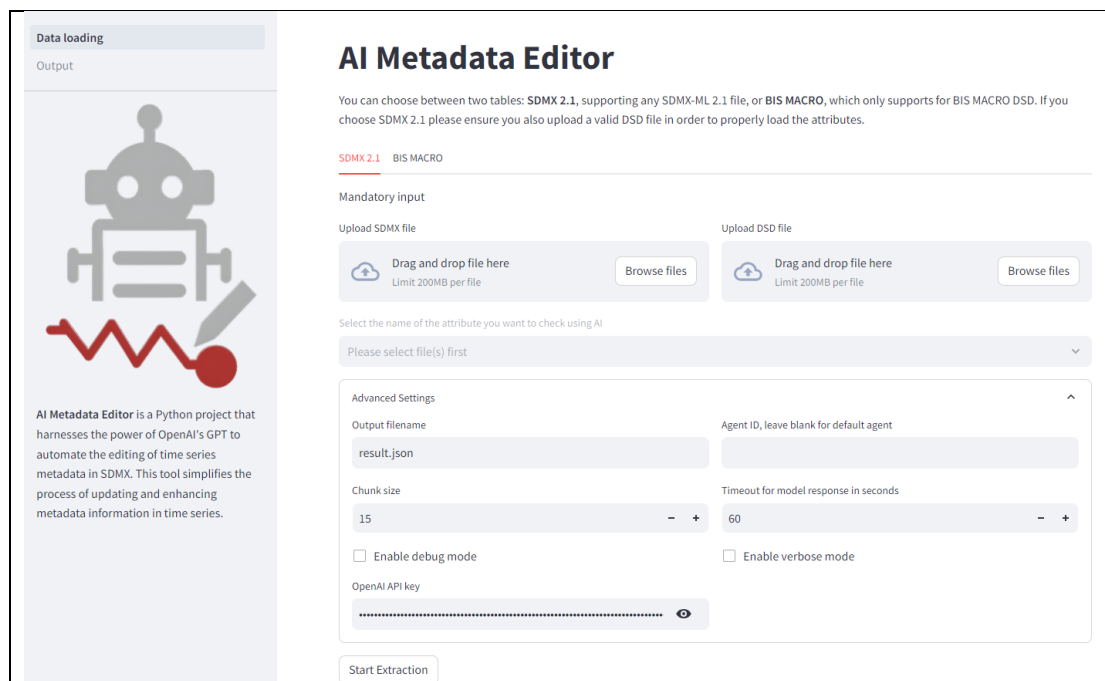 Data loading
Output
AI Metadata Editor is a Python project that
harnesses the power of OpenAI's GPT to
automate the editing of time series
metadata in SDMX. This tool simplifies the
process of updating and enhancing
metadata information in time series.
AI Metadata Editor
You can choose between two tables: SDMX 2.1, supporting any SDMX-ML 2.1 file, or BIS MACRO, which only supports for BIS MACRO DSD. If you
choose SDMX 2.1 please ensure you also upload a valid DSD file in order to properly load the attributes.
SDMX 2.1 BIS MACRO
Mandatory input
Upload SDMX file
Drag and drop file here
Limit 200MB per file
Browse files
Upload DSD file
Drag and drop file here
Limit 200MB per file
Browse files
Select the name of the attribute you want to check using AI
Please select file(s) first
Advanced Settings
Output filename
result.json
Agent ID, leave blank for default agent
Chunk size
15 − +
Timeout for model response in seconds
60 − +
Enable debug mode
Enable verbose mode
OpenAI API key
Start Extraction